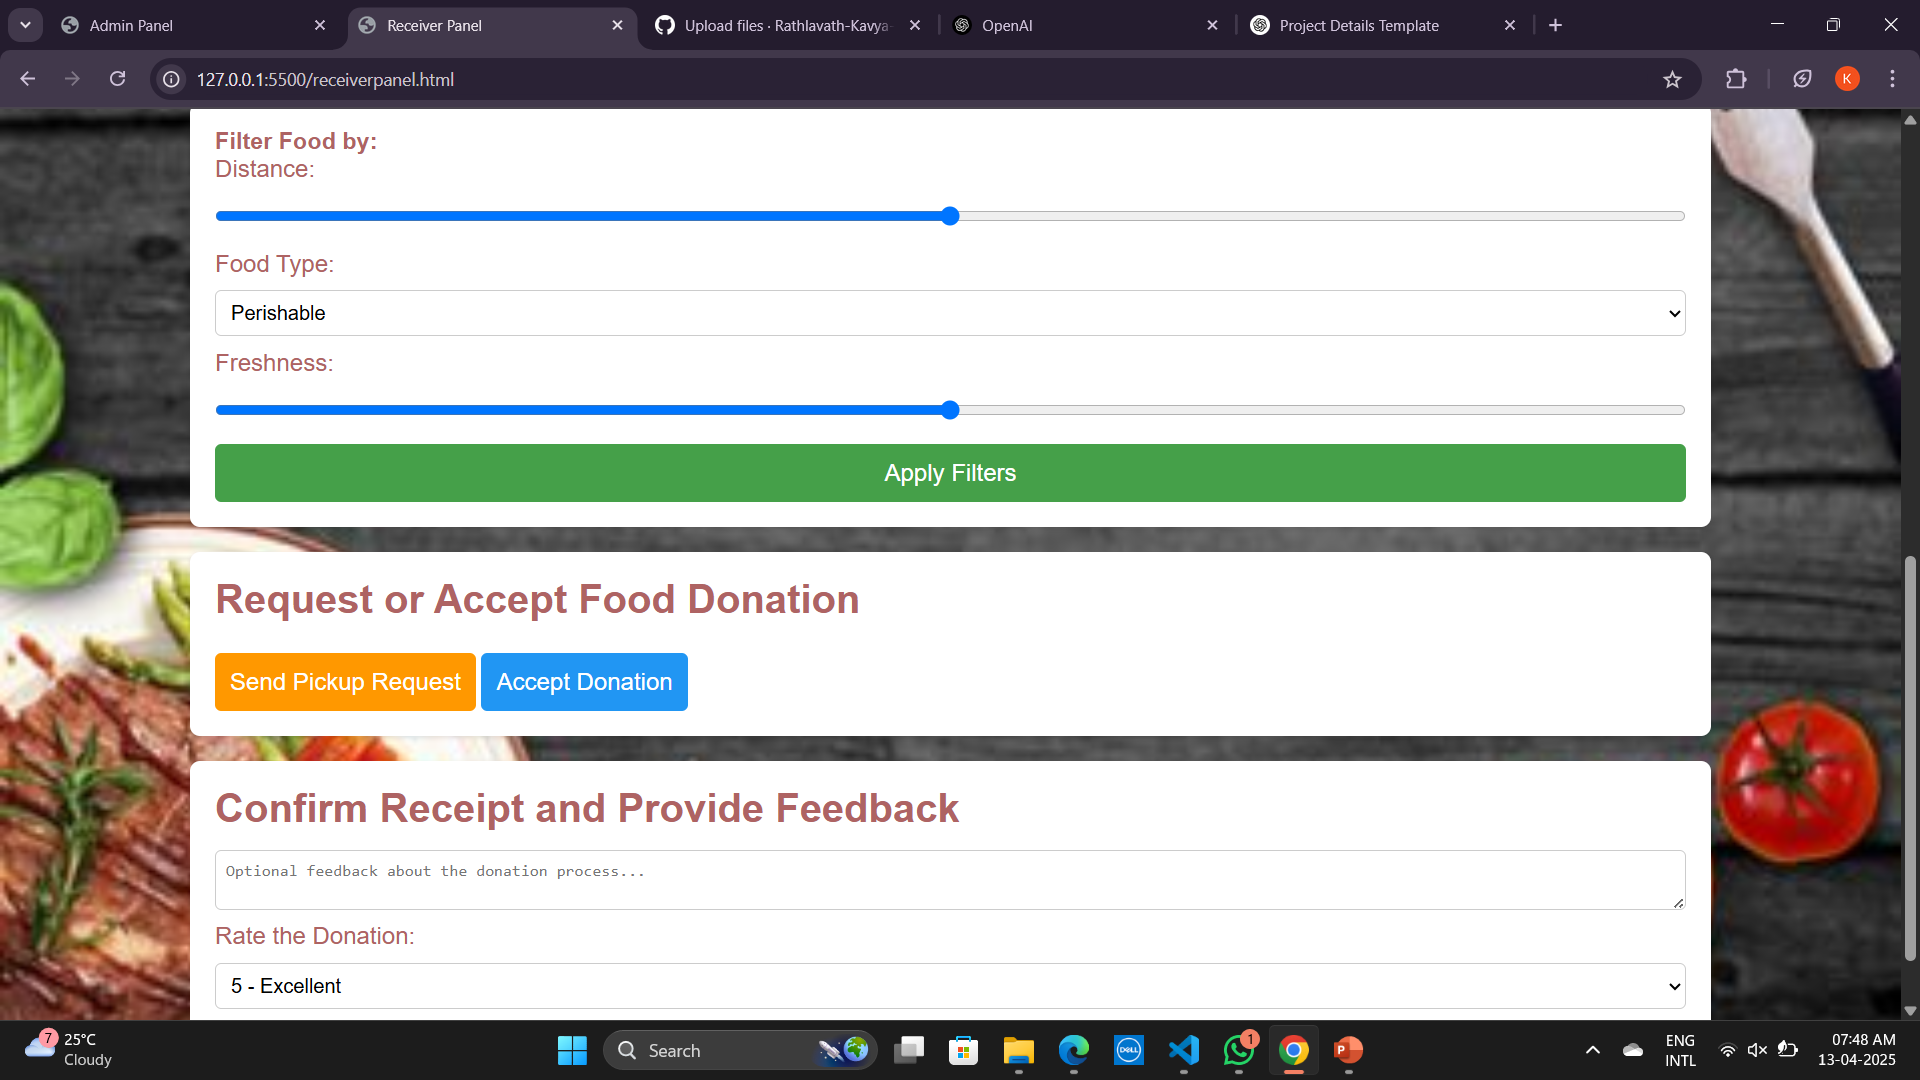 Admin Panel
Receiver Panel
Upload files · Rathlavath-Kavya-
OpenAI
Project Details Template
127.0.0.1:5500/receiverpanel.html
K
Filter Food by:
Distance:
Food Type:
Perishable
Freshness:
Apply Filters
Request or Accept Food Donation
Send Pickup Request
Accept Donation
Confirm Receipt and Provide Feedback
Optional feedback about the donation process...
Rate the Donation:
5 - Excellent
7
25°C
Cloudy
Search
DELL
1
P
ENG
INTL
07:48 AM
13-04-2025